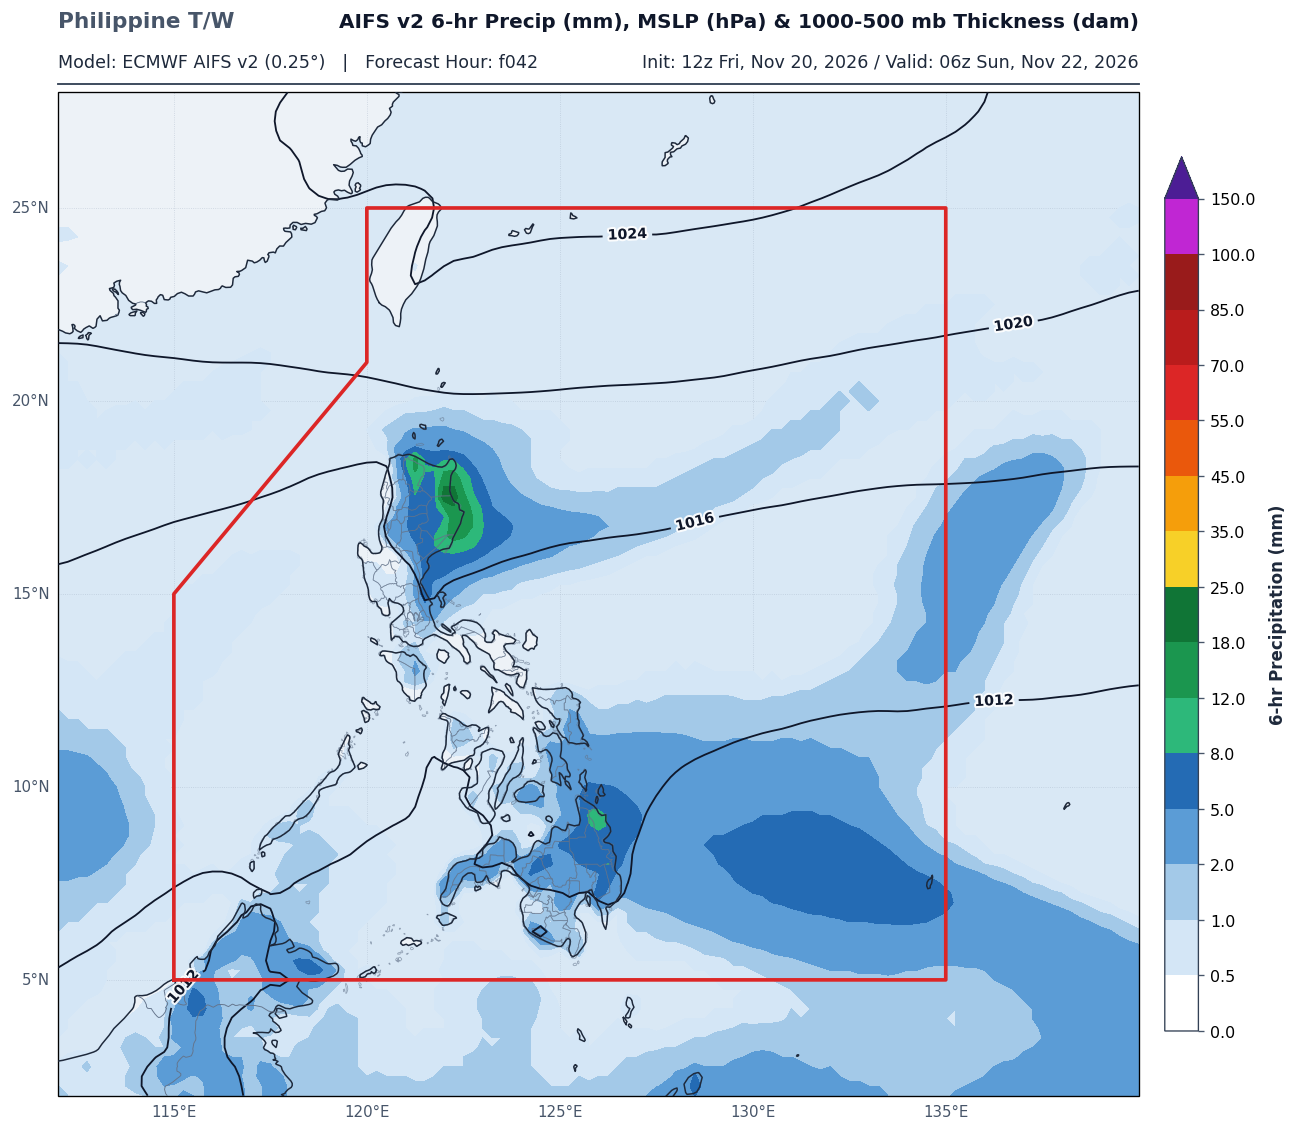 Philippine T/W
AIFS v2 6-hr Precip (mm), MSLP (hPa) & 1000-500 mb Thickness (dam)
Model: ECMWF AIFS v2 (0.25°) | Forecast Hour: f042
Init: 12z Fri, Nov 20, 2026 / Valid: 06z Sun, Nov 22, 2026
25°N
20°N
15°N
10°N
5°N
115°E
120°E
125°E
130°E
135°E
1024
1020
1016
1012
1012
150.0
100.0
85.0
70.0
55.0
45.0
35.0
25.0
18.0
12.0
8.0
5.0
2.0
1.0
0.5
0.0
6-hr Precipitation (mm)